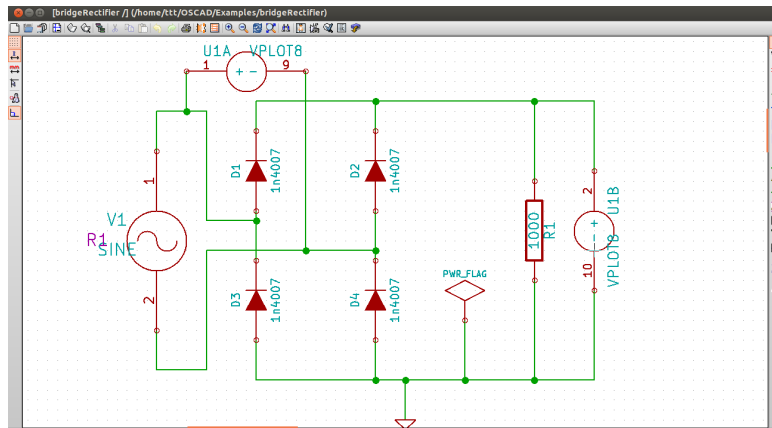 [bridgeRectifier /] (/home/ttt/OSCAD/Examples/bridgeRectifier)
U1A VPLOT8
1 + - 9
D1 1n4007
D2 1n4007
1
V1
R1
SINE
2
D3 1n4007
D4 1n4007
PWR_FLAG
1000 R1
2 U1B
+ -
10 VPLOT8